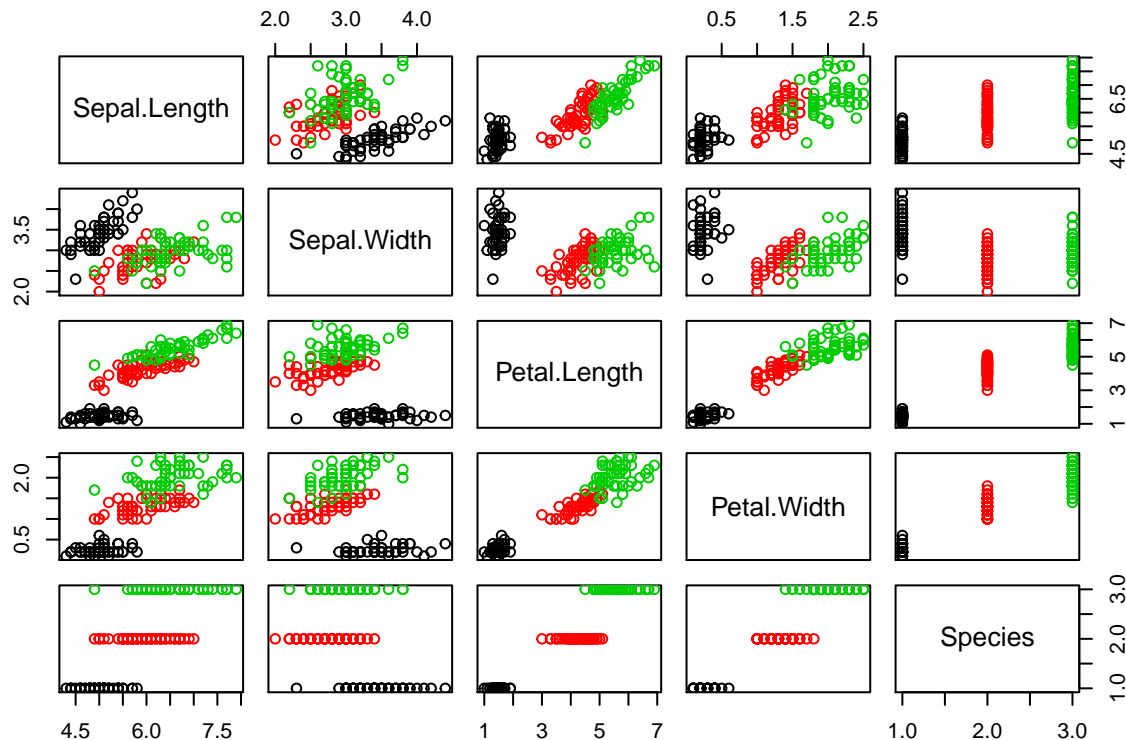 2.0 3.0 4.0
0.5 1.5 2.5
Sepal.Length
4.5 6.5
2.0 3.5
Sepal.Width
Petal.Length
1 3 5 7
0.5 2.0
Petal.Width
Species
1.0 2.0 3.0
4.5 6.0 7.5
1 3 5 7
1.0 2.0 3.0